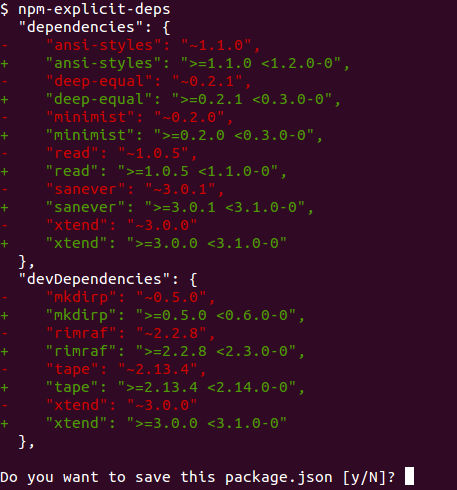 $ npm-explicit-deps
  "dependencies": {
-    "ansi-styles": "~1.1.0",
+    "ansi-styles": ">=1.1.0 <1.2.0-0",
-    "deep-equal": "~0.2.1",
+    "deep-equal": ">=0.2.1 <0.3.0-0",
-    "minimist": "~0.2.0",
+    "minimist": ">=0.2.0 <0.3.0-0",
-    "read": "~1.0.5",
+    "read": ">=1.0.5 <1.1.0-0",
-    "sanever": "~3.0.1",
+    "sanever": ">=3.0.1 <3.1.0-0",
-    "xtend": "~3.0.0"
+    "xtend": ">=3.0.0 <3.1.0-0"
  },
  "devDependencies": {
-    "mkdirp": "~0.5.0",
+    "mkdirp": ">=0.5.0 <0.6.0-0",
-    "rimraf": "~2.2.8",
+    "rimraf": ">=2.2.8 <2.3.0-0",
-    "tape": "~2.13.4",
+    "tape": ">=2.13.4 <2.14.0-0",
-    "xtend": "~3.0.0"
+    "xtend": ">=3.0.0 <3.1.0-0"
  },
Do you want to save this package.json [y/N]?